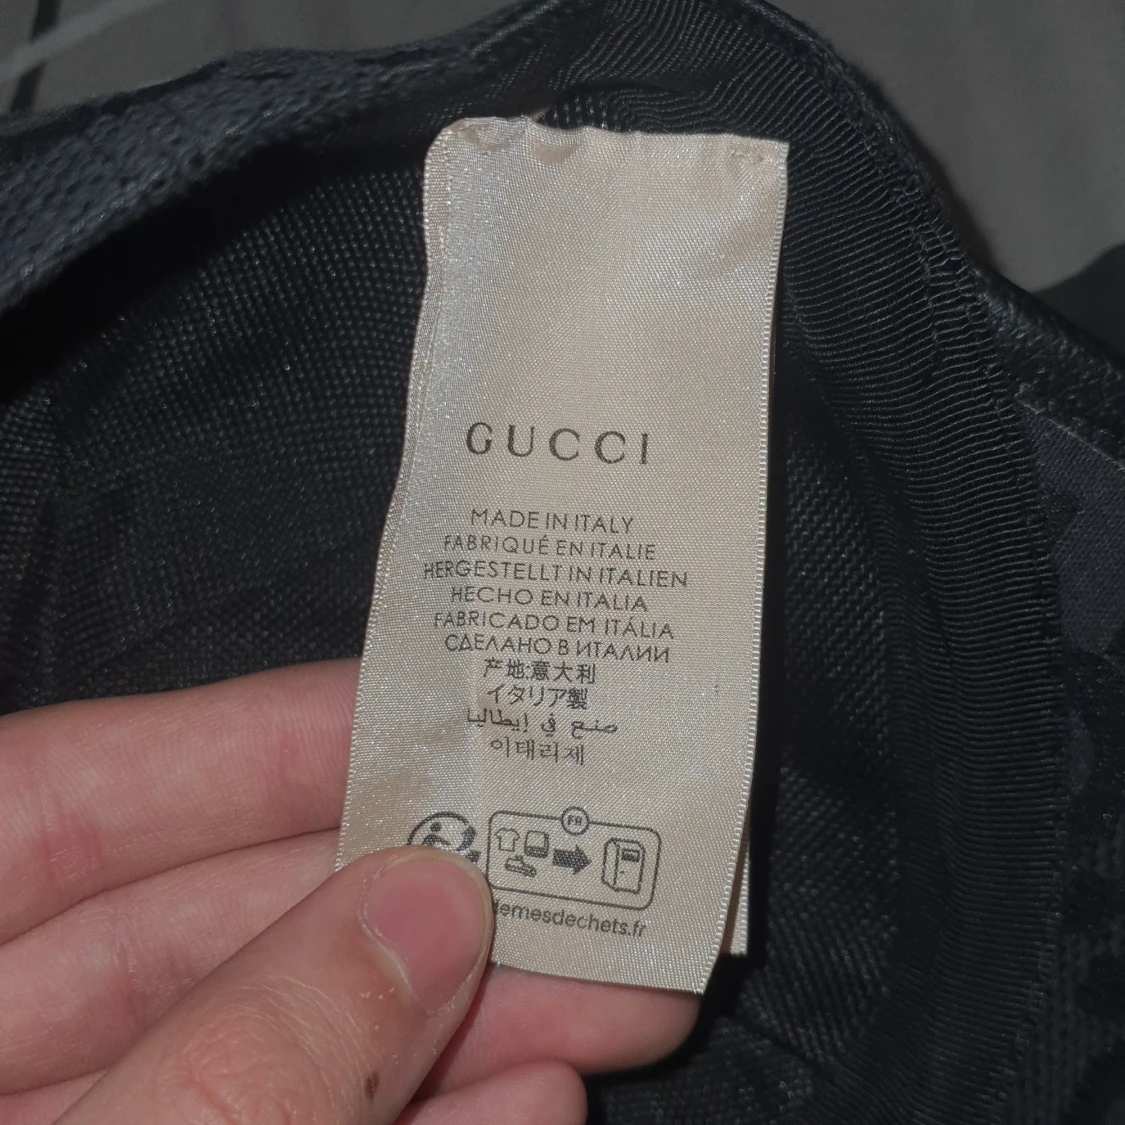 GUCCI
MADE IN ITALY
FABRIQUÉ EN ITALIE
HERGESTELLT IN ITALIEN
HECHO EN ITALIA
FABRICADO EM ITÁLIA
СДЕЛАНО В ИТАЛИИ
产地:意大利
イタリア製
صنع في إيطاليا
이태리제
FR